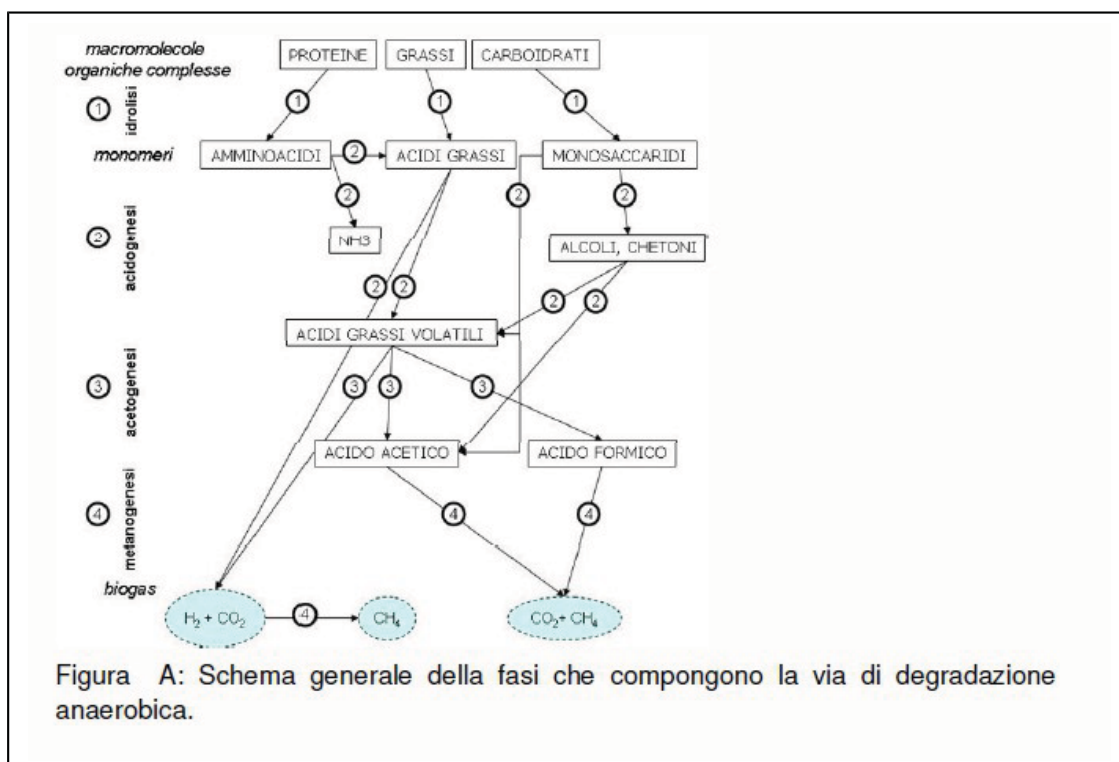 macromolecole
organiche complesse
PROTEINE GRASSI CARBOIDRATI
1 idrolisi 1 1 1
monomeri AMMINOACIDI 2 ACIDI GRASSI MONOSACCARIDI
2 2 2
2 acidogenesi NH3 ALCOLI, CHETONI
2 2 2 2
ACIDI GRASSI VOLATILI
3 acetogenesi 3 3 3
ACIDO ACETICO ACIDO FORMICO
4 metanogenesi 4 4
biogas
H₂ + CO₂ 4 CH₄ CO₂+ CH₄
Figura A: Schema generale della fasi che compongono la via di degradazione
anaerobica.